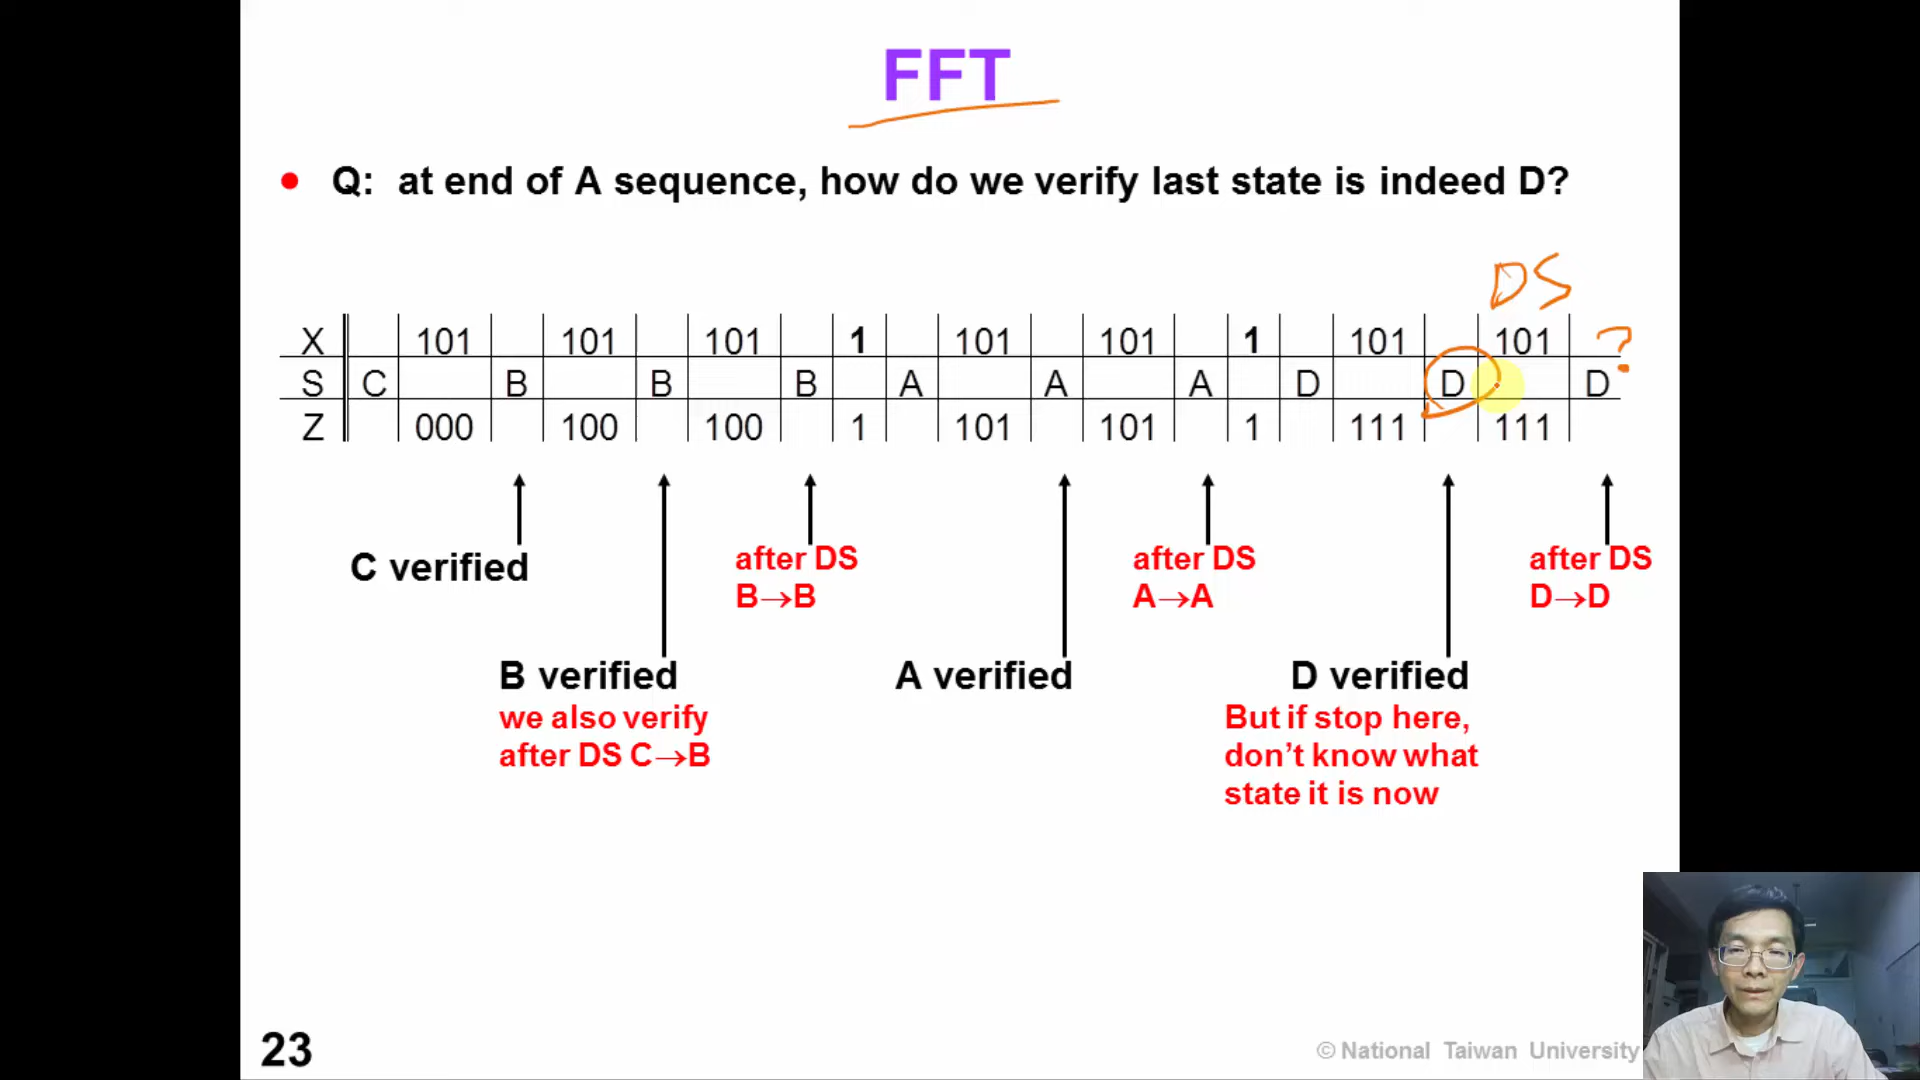 FFT
• Q: at end of A sequence, how do we verify last state is indeed D?
DS
X 101 101 101 1 101 101 1 101 101 ?
S C B B B A A A D D D
Z 000 100 100 1 101 101 1 111 111
C verified
after DS
B→B
after DS
A→A
after DS
D→D
B verified
we also verify
after DS C→B
A verified
D verified
But if stop here,
don't know what
state it is now
23
© National Taiwan University